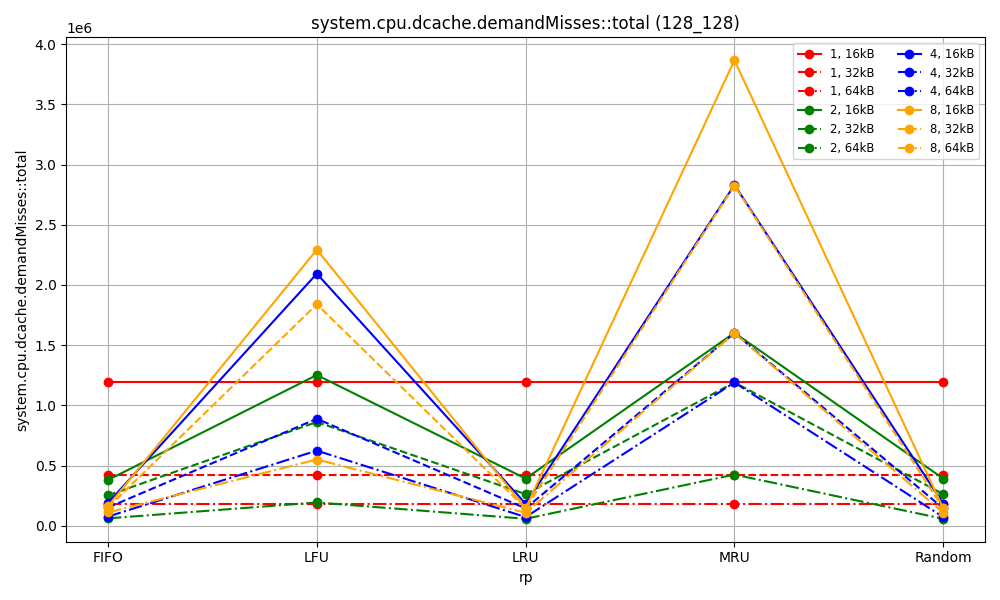 system.cpu.dcache.demandMisses::total (128_128)
1e6
4.0
3.5
3.0
2.5
2.0
1.5
1.0
0.5
0.0
system.cpu.dcache.demandMisses::total
1, 16kB
1, 32kB
1, 64kB
2, 16kB
2, 32kB
2, 64kB
4, 16kB
4, 32kB
4, 64kB
8, 16kB
8, 32kB
8, 64kB
FIFO LFU LRU MRU Random
rp